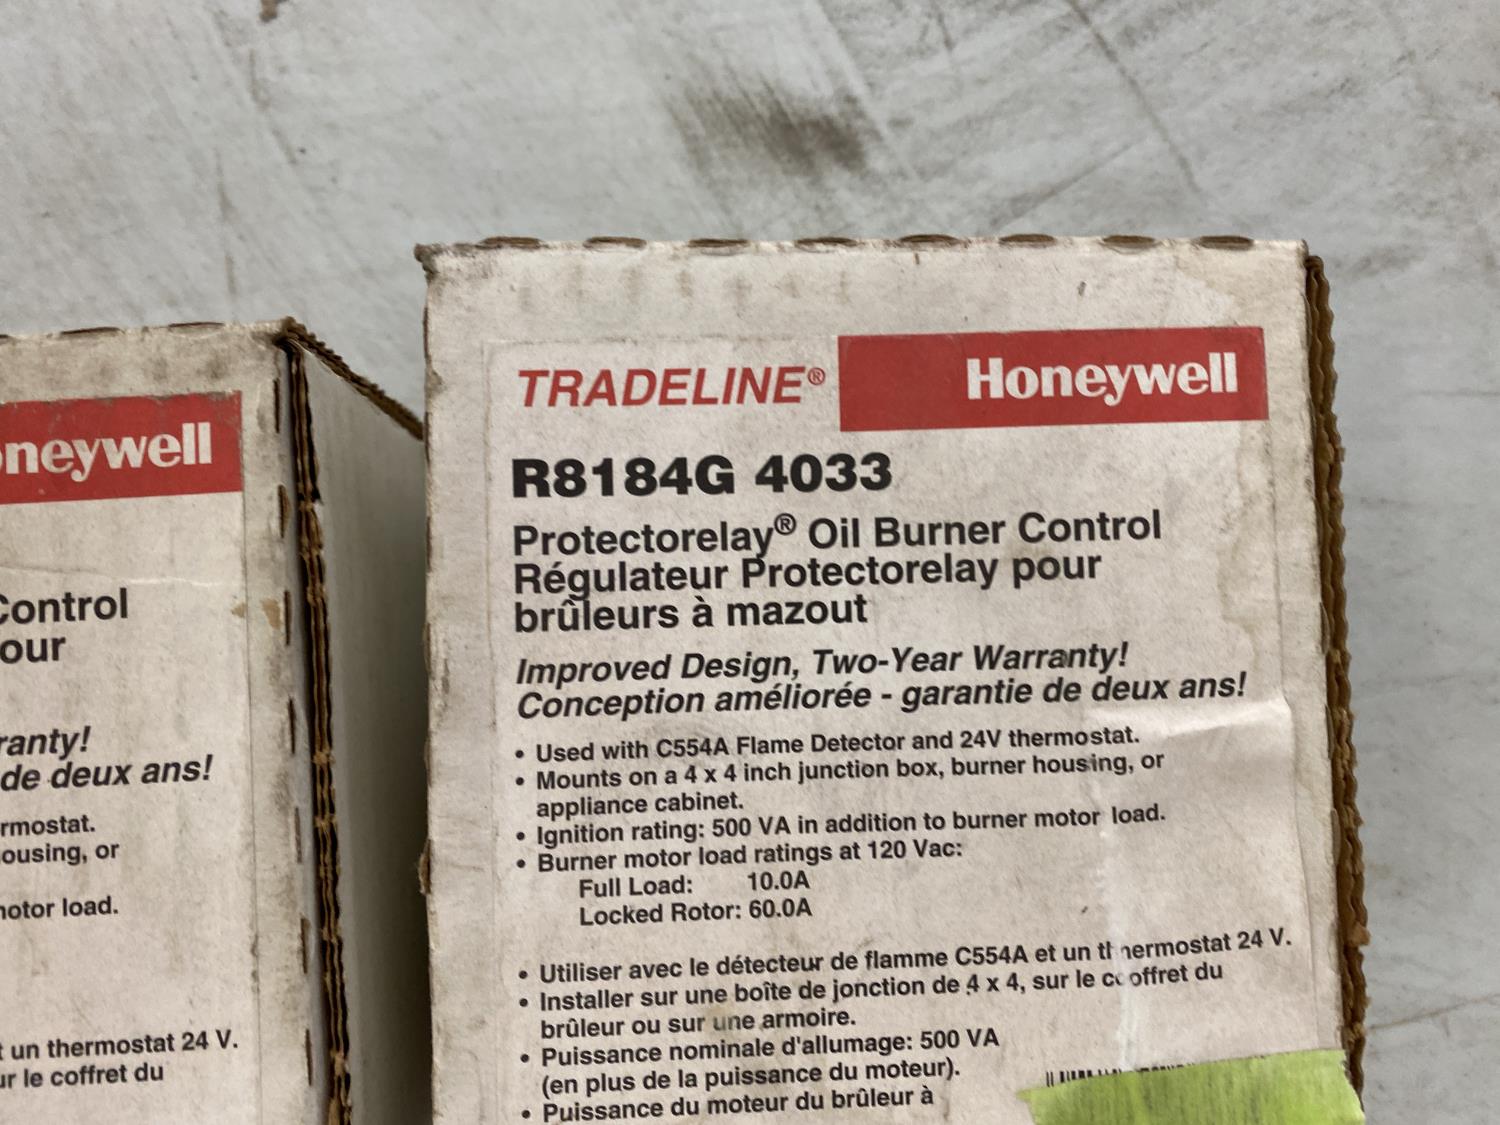 TRADELINE® Honeywell
R8184G 4033
Protectorelay® Oil Burner Control
Régulateur Protectorelay pour
brûleurs à mazout
Improved Design, Two-Year Warranty!
Conception améliorée - garantie de deux ans!
• Used with C554A Flame Detector and 24V thermostat.
• Mounts on a 4 x 4 inch junction box, burner housing, or
appliance cabinet.
• Ignition rating: 500 VA in addition to burner motor load.
• Burner motor load ratings at 120 Vac:
Full Load: 10.0A
Locked Rotor: 60.0A
• Utiliser avec le détecteur de flamme C554A et un thermostat 24 V.
• Installer sur une boîte de jonction de 4 x 4, sur le coffret du
brûleur ou sur une armoire.
• Puissance nominale d'allumage: 500 VA
(en plus de la puissance du moteur).
• Puissance du moteur du brûleur à
oneywell
Control
our
ranty!
de deux ans!
rmostat.
ousing, or
motor load.
t un thermostat 24 V.
ur le coffret du